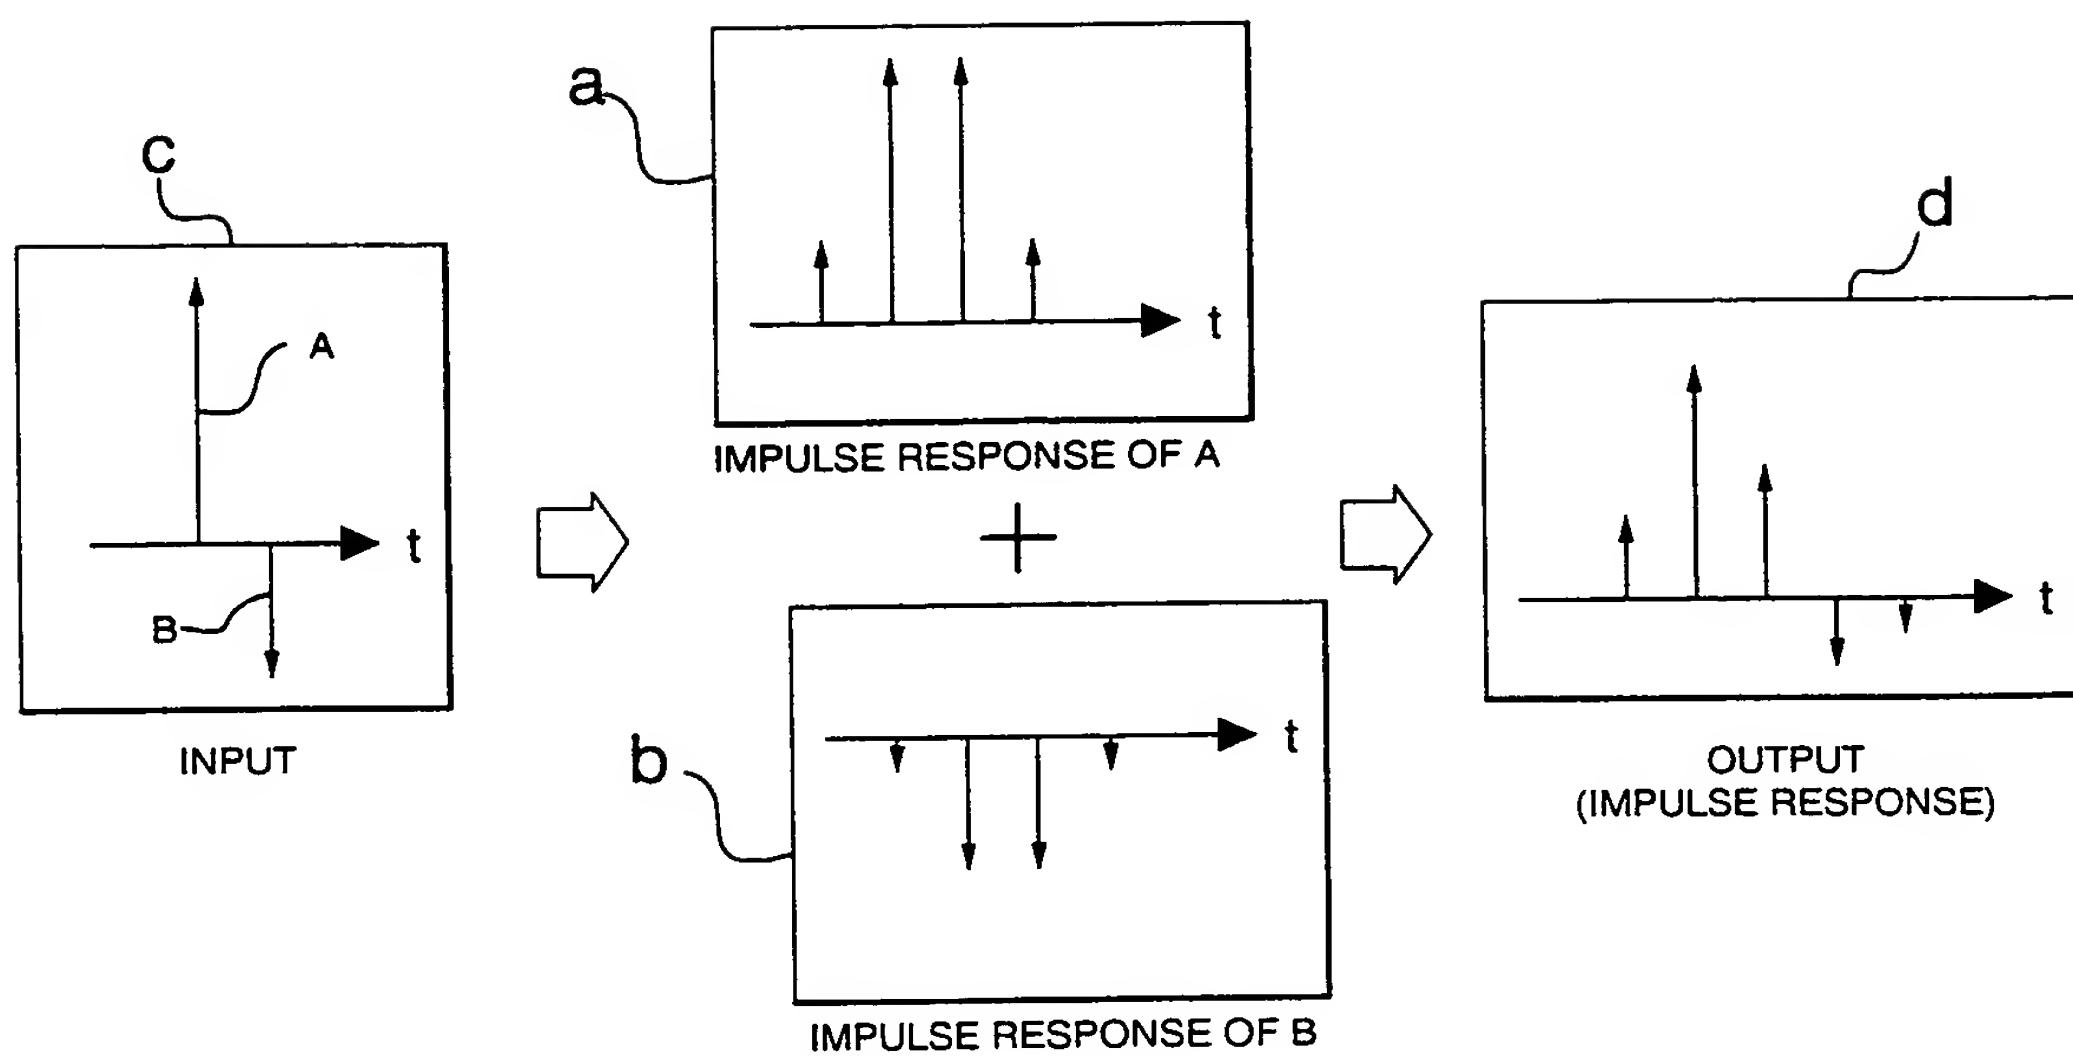 c
A
t
B
INPUT
a
t
IMPULSE RESPONSE OF A
+
b
t
IMPULSE RESPONSE OF B
d
t
OUTPUT
(IMPULSE RESPONSE)